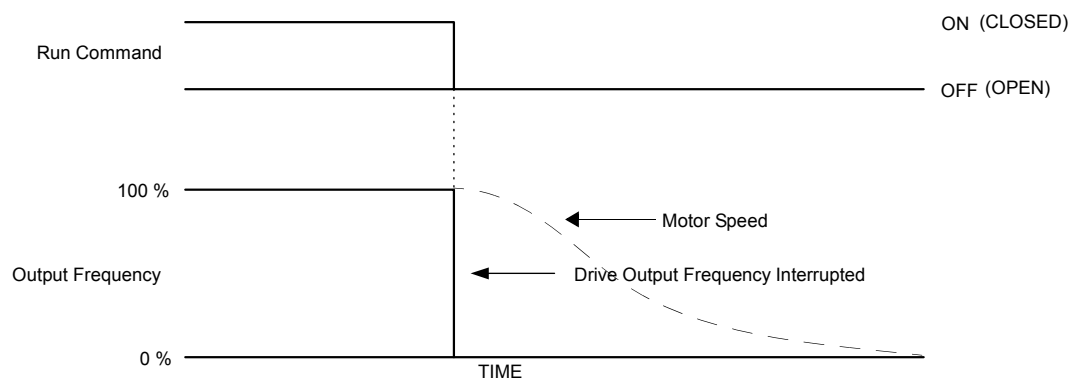 ON (CLOSED)
Run Command
OFF (OPEN)
100 %
Motor Speed
Output Frequency
Drive Output Frequency Interrupted
0 %
TIME